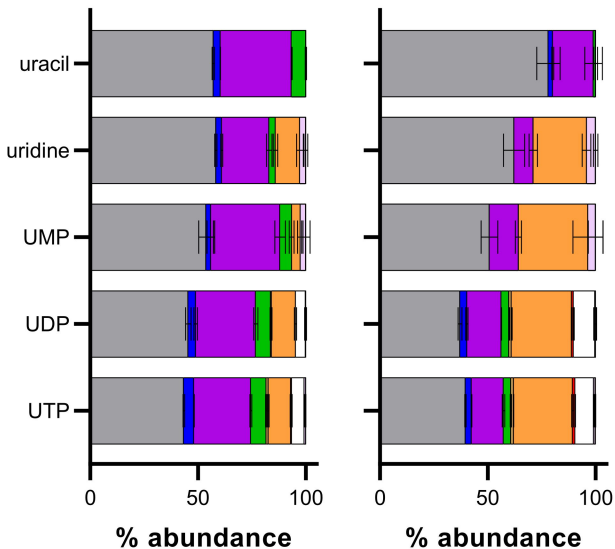 uracil
uridine
UMP
UDP
UTP
0 50 100 0 50 100
% abundance % abundance